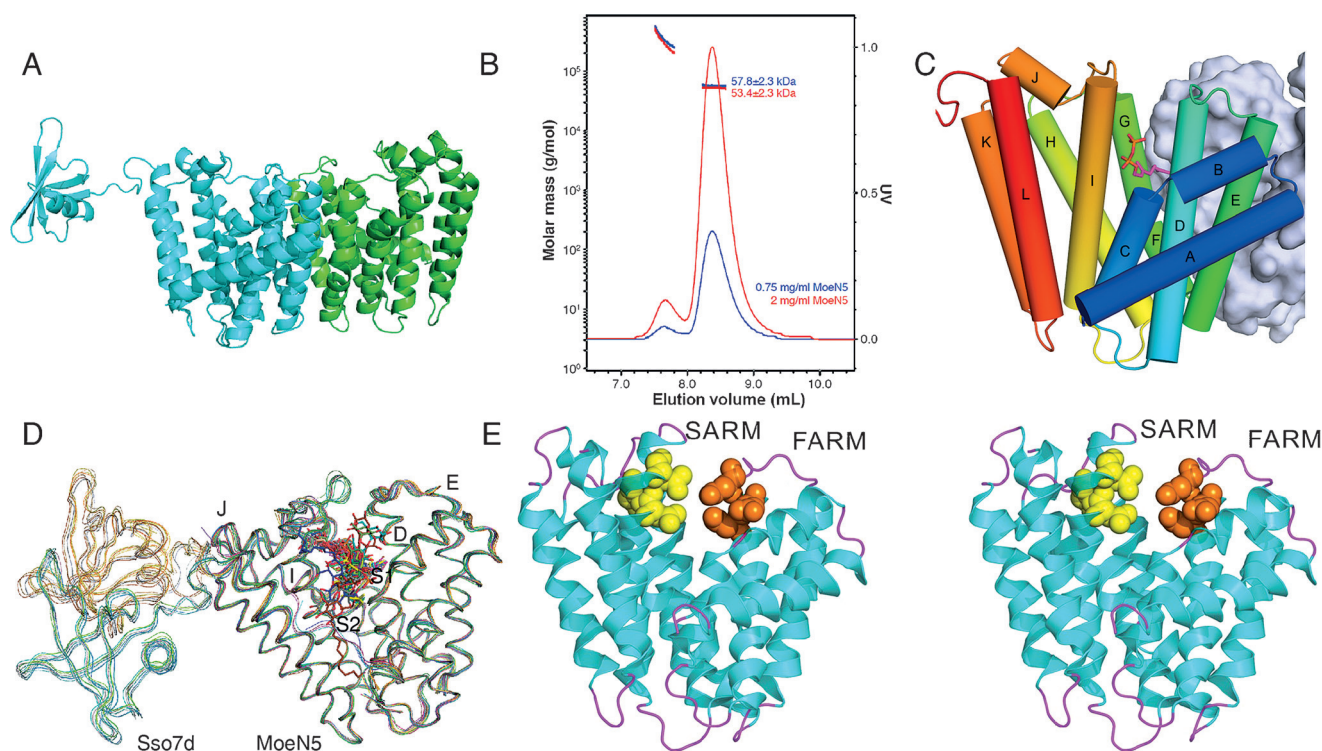 A
B
Molar mass (g/mol)
10⁵
10⁴
10³
10²
10¹
10⁰
57.8±2.3 kDa
53.4±2.3 kDa
0.75 mg/ml MoeN5
2 mg/ml MoeN5
1.0
0.5
0.0
UV
7.0 8.0 9.0 10.0
Elution volume (mL)
C
J
K
H
G
L
I
B
E
D
F
C
A
D
J
E
D
I
S1
S2
Sso7d
MoeN5
E
SARM
FARM
SARM
FARM